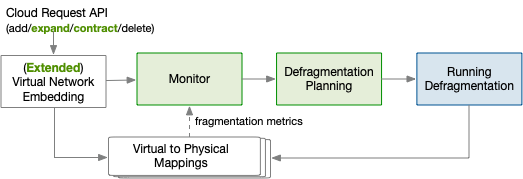 Cloud Request API
(add/expand/contract/delete)
(Extended)
Virtual Network
Embedding
Monitor
Defragmentation
Planning
Running
Defragmentation
fragmentation metrics
Virtual to Physical
Mappings